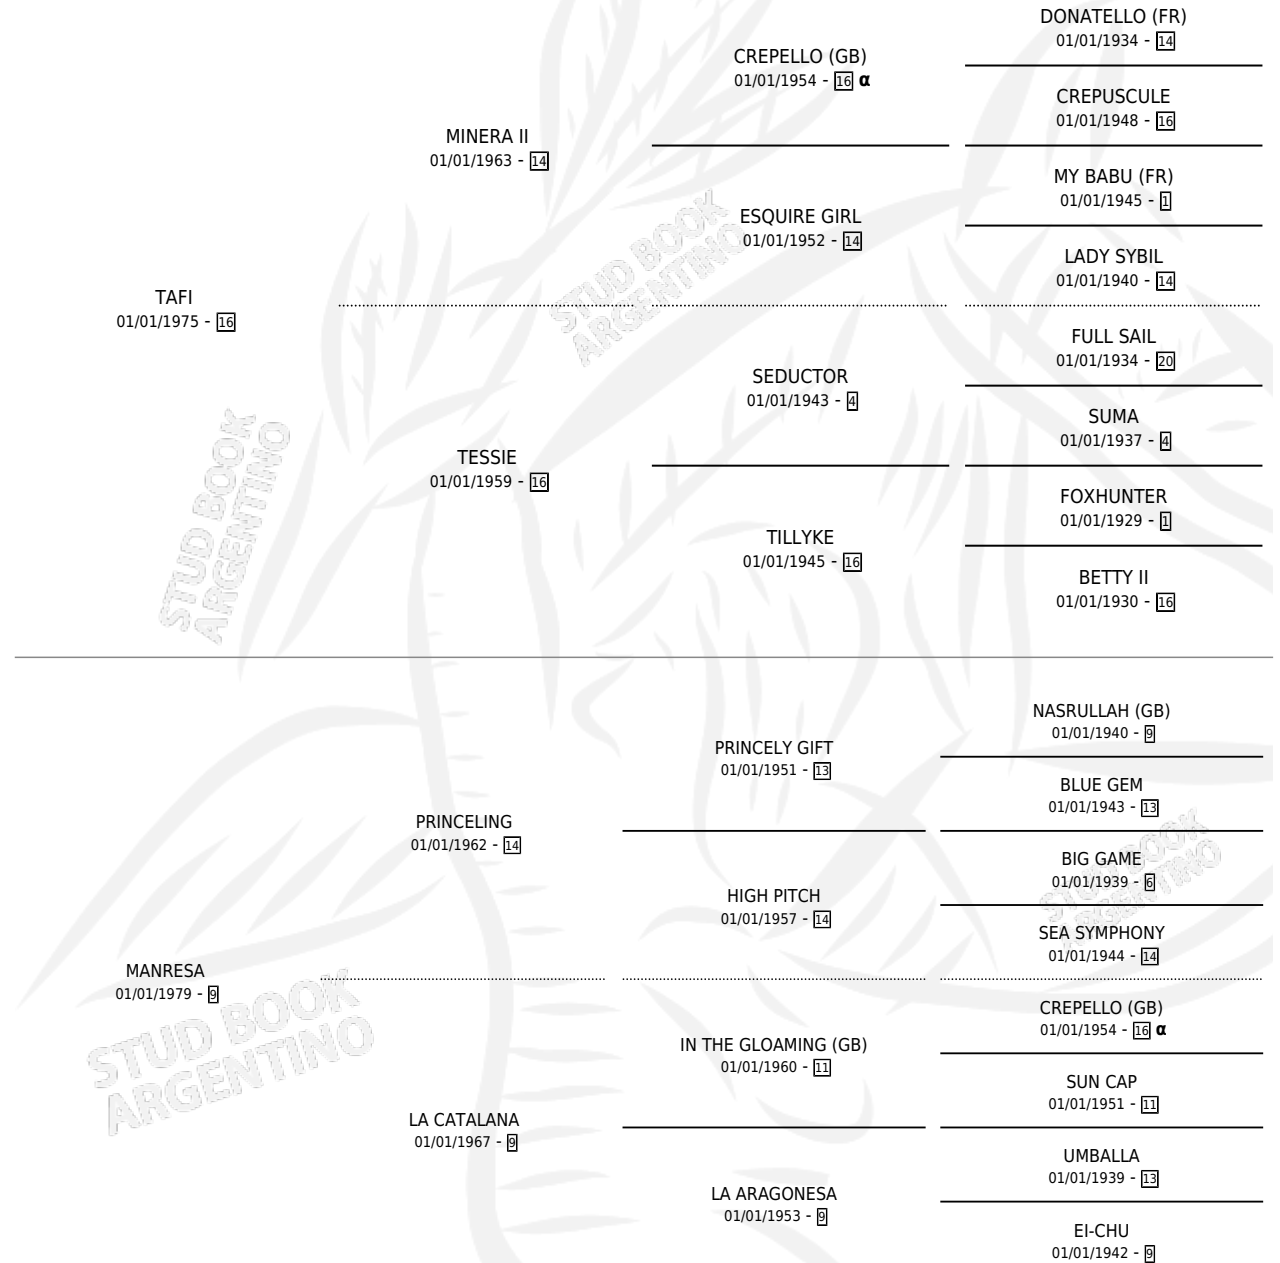 DONATELLO (FR)
01/01/1934 - 14
CREPELLO (GB)
01/01/1954 - 16 α
CREPUSCULE
01/01/1948 - 16
MINERA II
01/01/1963 - 14
MY BABU (FR)
01/01/1945 - 1
ESQUIRE GIRL
01/01/1952 - 14
LADY SYBIL
01/01/1940 - 14
TAFI
01/01/1975 - 16
FULL SAIL
01/01/1934 - 20
SEDUCTOR
01/01/1943 - 4
SUMA
01/01/1937 - 4
TESSIE
01/01/1959 - 16
FOXHUNTER
01/01/1929 - 1
TILLYKE
01/01/1945 - 16
BETTY II
01/01/1930 - 16
NASRULLAH (GB)
01/01/1940 - 9
PRINCELY GIFT
01/01/1951 - 13
BLUE GEM
01/01/1943 - 13
PRINCELING
01/01/1962 - 14
BIG GAME
01/01/1939 - 6
HIGH PITCH
01/01/1957 - 14
SEA SYMPHONY
01/01/1944 - 14
MANRESA
01/01/1979 - 9
CREPELLO (GB)
01/01/1954 - 16 α
IN THE GLOAMING (GB)
01/01/1960 - 11
SUN CAP
01/01/1951 - 11
LA CATALANA
01/01/1967 - 9
UMBALLA
01/01/1939 - 13
LA ARAGONESA
01/01/1953 - 9
EI-CHU
01/01/1942 - 9
STUD BOOK
ARGENTINO
STUD BOOK
ARGENTINO
STUD BOOK
ARGENTINO
STUD BOOK
ARGENTINO